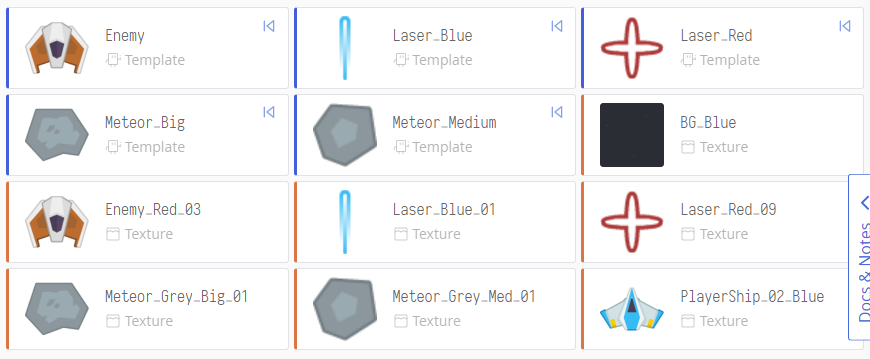 Enemy
Template
Laser_Blue
Template
Laser_Red
Template
Meteor_Big
Template
Meteor_Medium
Template
BG_Blue
Texture
Enemy_Red_03
Texture
Laser_Blue_01
Texture
Laser_Red_09
Texture
Meteor_Grey_Big_01
Texture
Meteor_Grey_Med_01
Texture
PlayerShip_02_Blue
Texture
Docs & Notes